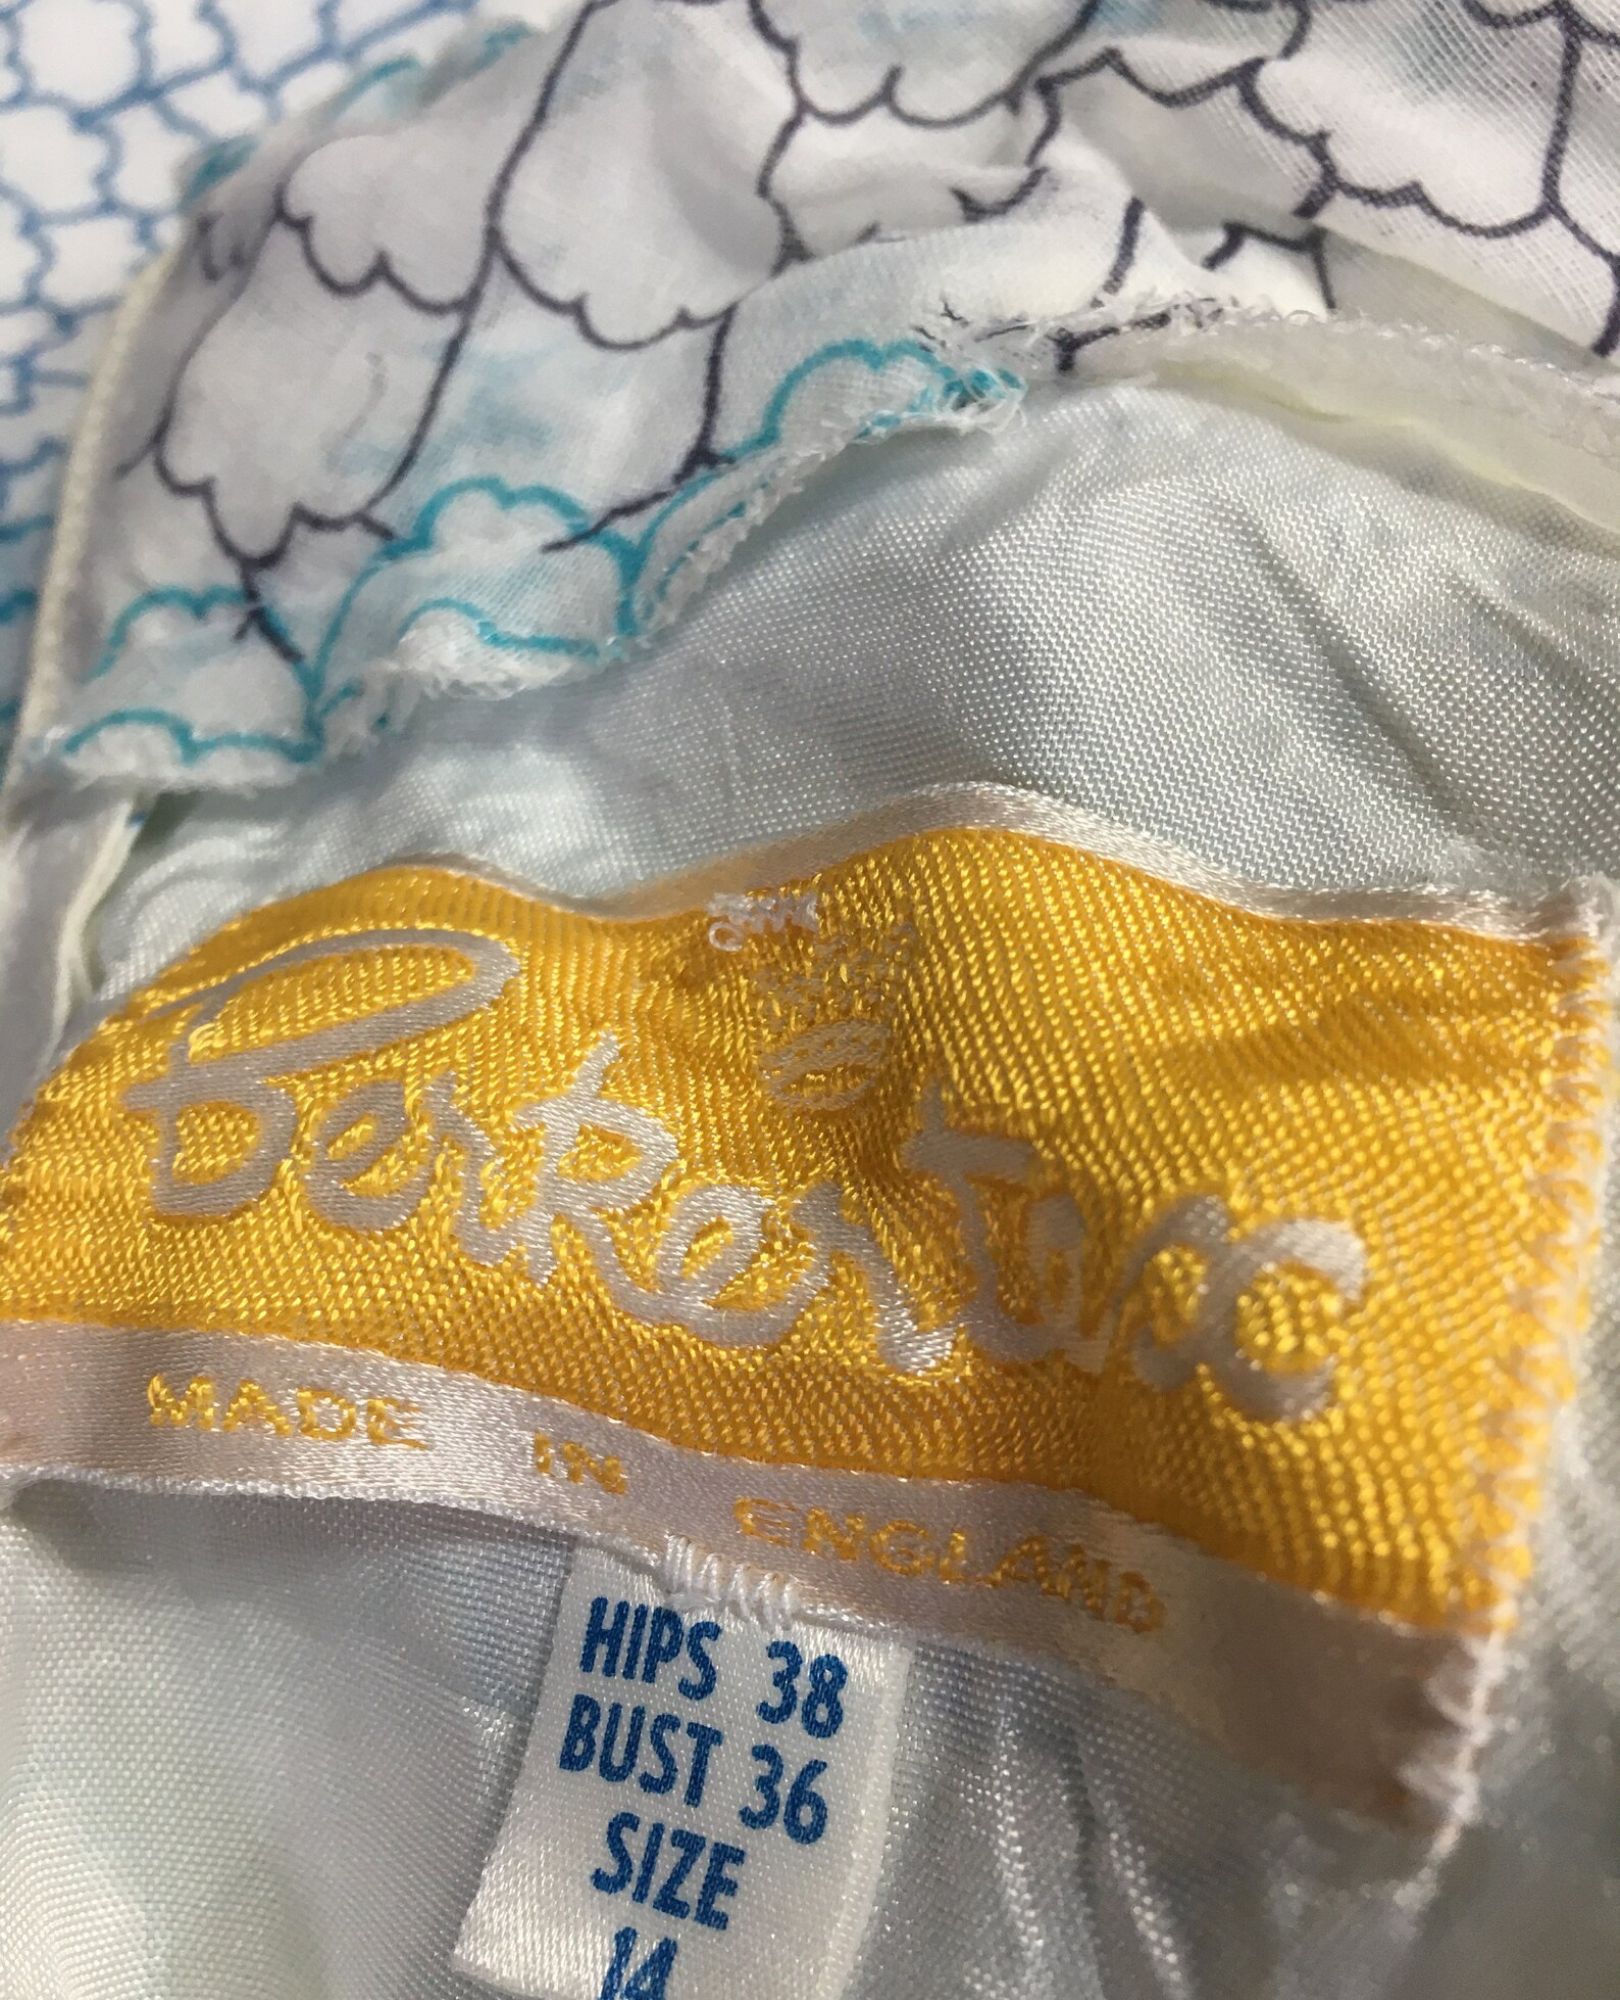 Berkertex
MADE IN ENGLAND
HIPS 38
BUST 36
SIZE
14